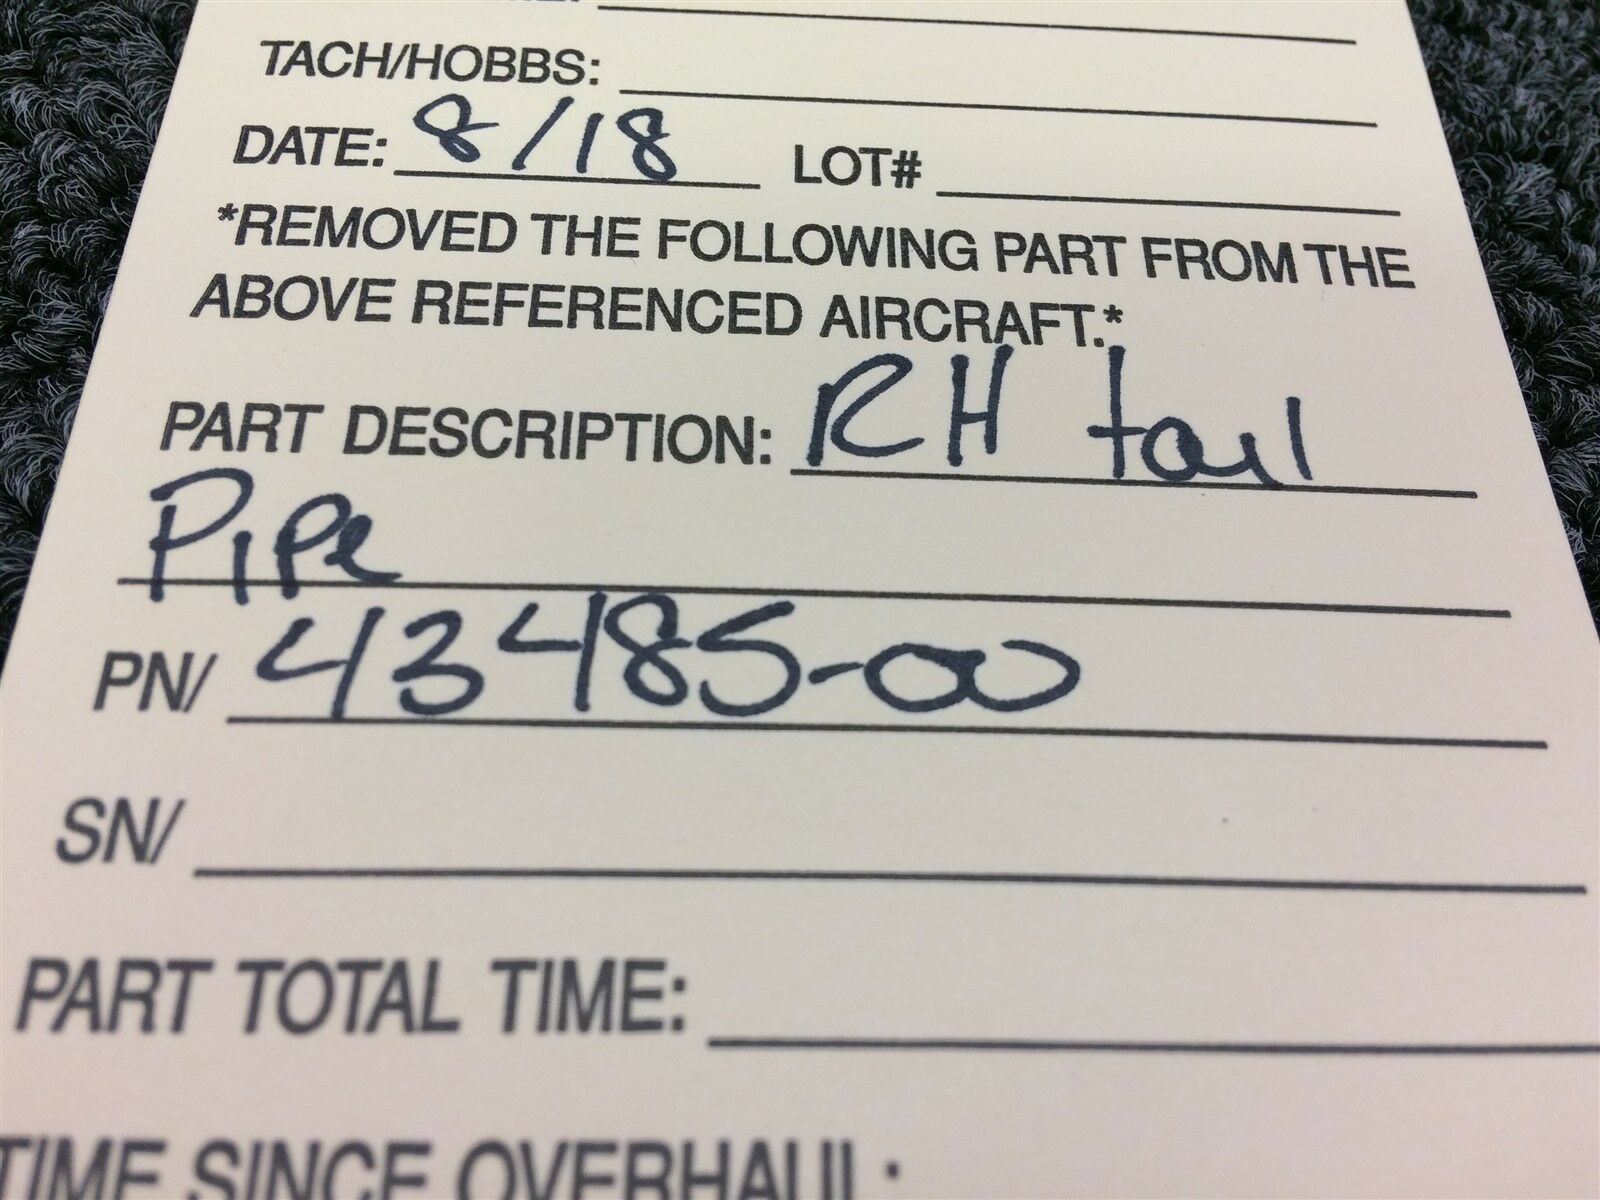 TACH/HOBBS:
DATE: 8/18 LOT#
*REMOVED THE FOLLOWING PART FROM THE
ABOVE REFERENCED AIRCRAFT.*
PART DESCRIPTION: RH tail
Pipe
PN/ 43485-00
SN/
PART TOTAL TIME:
TIME SINCE OVERHAUL: